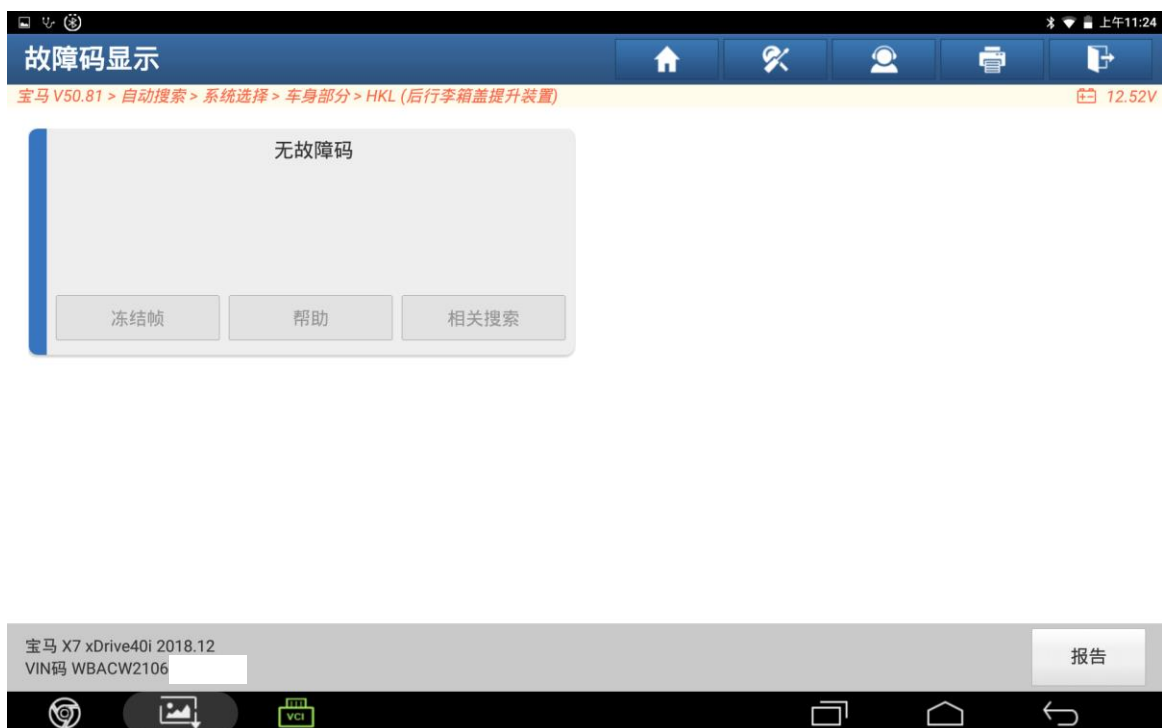 上午11:24
故障码显示
宝马 V50.81 > 自动搜索 > 系统选择 > 车身部分 > HKL (后行李箱盖提升装置)
12.52V
无故障码
冻结帧
帮助
相关搜索
宝马 X7 xDrive40i 2018.12
VIN码 WBACW2106
报告
VCI